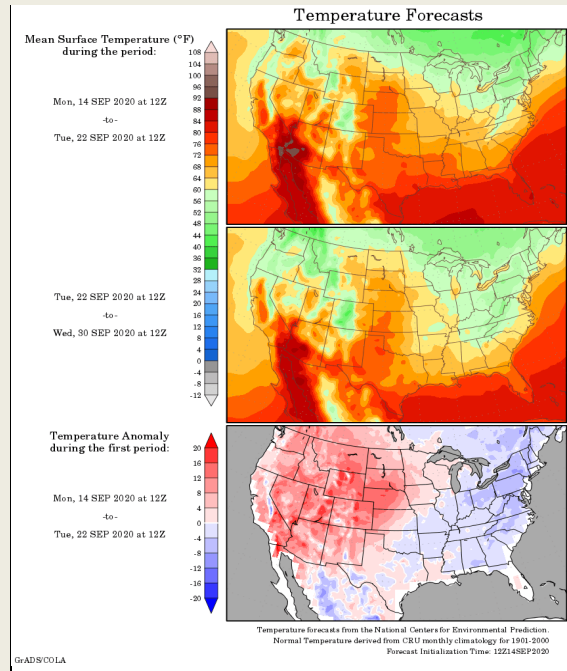 Temperature Forecasts
Mean Surface Temperature (°F)
during the period:
Mon, 14 SEP 2020 at 12Z
-to-
Tue, 22 SEP 2020 at 12Z
108
104
100
96
92
88
84
80
76
72
68
64
60
56
52
48
44
40
36
32
28
24
20
16
12
8
4
0
-4
-8
-12
Tue, 22 SEP 2020 at 12Z
-to-
Wed, 30 SEP 2020 at 12Z
Temperature Anomaly
during the first period:
Mon, 14 SEP 2020 at 12Z
-to-
Tue, 22 SEP 2020 at 12Z
20
16
12
8
4
0
-4
-8
-12
-16
-20
Temperature forecasts from the National Centers for Environmental Prediction.
Normal Temperature derived from CRU monthly climatology for 1901-2000
Forecast Initialization Time: 12Z14SEP2020
GrADS/COLA